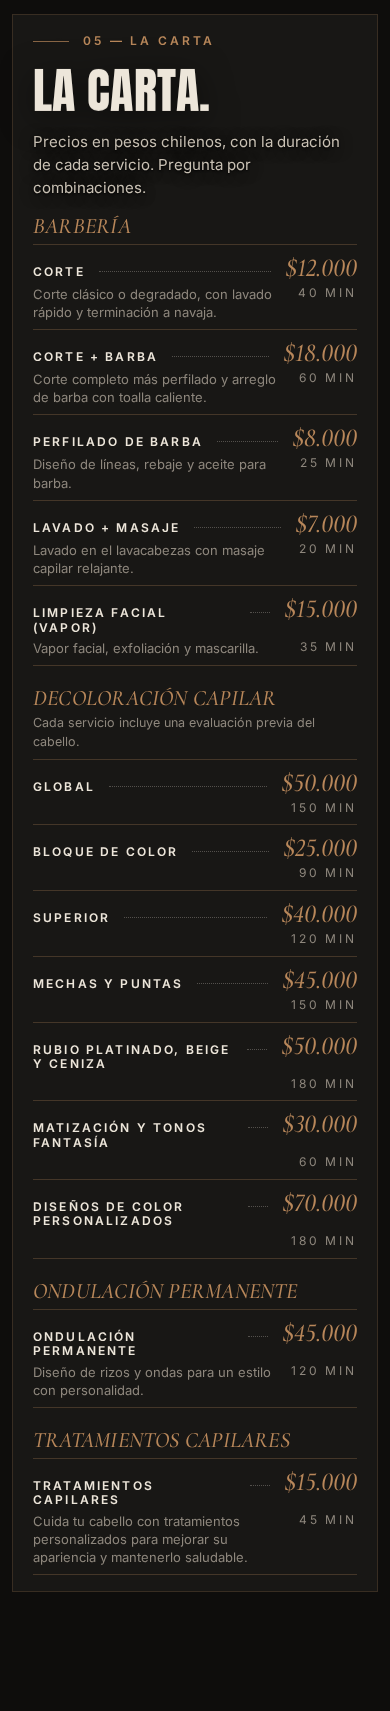 05 — LA CARTA
LA CARTA.
Precios en pesos chilenos, con la duración
de cada servicio. Pregunta por
combinaciones.
BARBERÍA
CORTE $12.000
Corte clásico o degradado, con lavado 40 MIN
rápido y terminación a navaja.
CORTE + BARBA $18.000
Corte completo más perfilado y arreglo 60 MIN
de barba con toalla caliente.
PERFILADO DE BARBA $8.000
Diseño de líneas, rebaje y aceite para 25 MIN
barba.
LAVADO + MASAJE $7.000
Lavado en el lavacabezas con masaje 20 MIN
capilar relajante.
LIMPIEZA FACIAL $15.000
(VAPOR)
Vapor facial, exfoliación y mascarilla. 35 MIN
DECOLORACIÓN CAPILAR
Cada servicio incluye una evaluación previa del
cabello.
GLOBAL $50.000
150 MIN
BLOQUE DE COLOR $25.000
90 MIN
SUPERIOR $40.000
120 MIN
MECHAS Y PUNTAS $45.000
150 MIN
RUBIO PLATINADO, BEIGE $50.000
Y CENIZA
180 MIN
MATIZACIÓN Y TONOS $30.000
FANTASÍA
60 MIN
DISEÑOS DE COLOR $70.000
PERSONALIZADOS
180 MIN
ONDULACIÓN PERMANENTE
ONDULACIÓN $45.000
PERMANENTE
Diseño de rizos y ondas para un estilo 120 MIN
con personalidad.
TRATAMIENTOS CAPILARES
TRATAMIENTOS $15.000
CAPILARES
Cuida tu cabello con tratamientos 45 MIN
personalizados para mejorar su
apariencia y mantenerlo saludable.